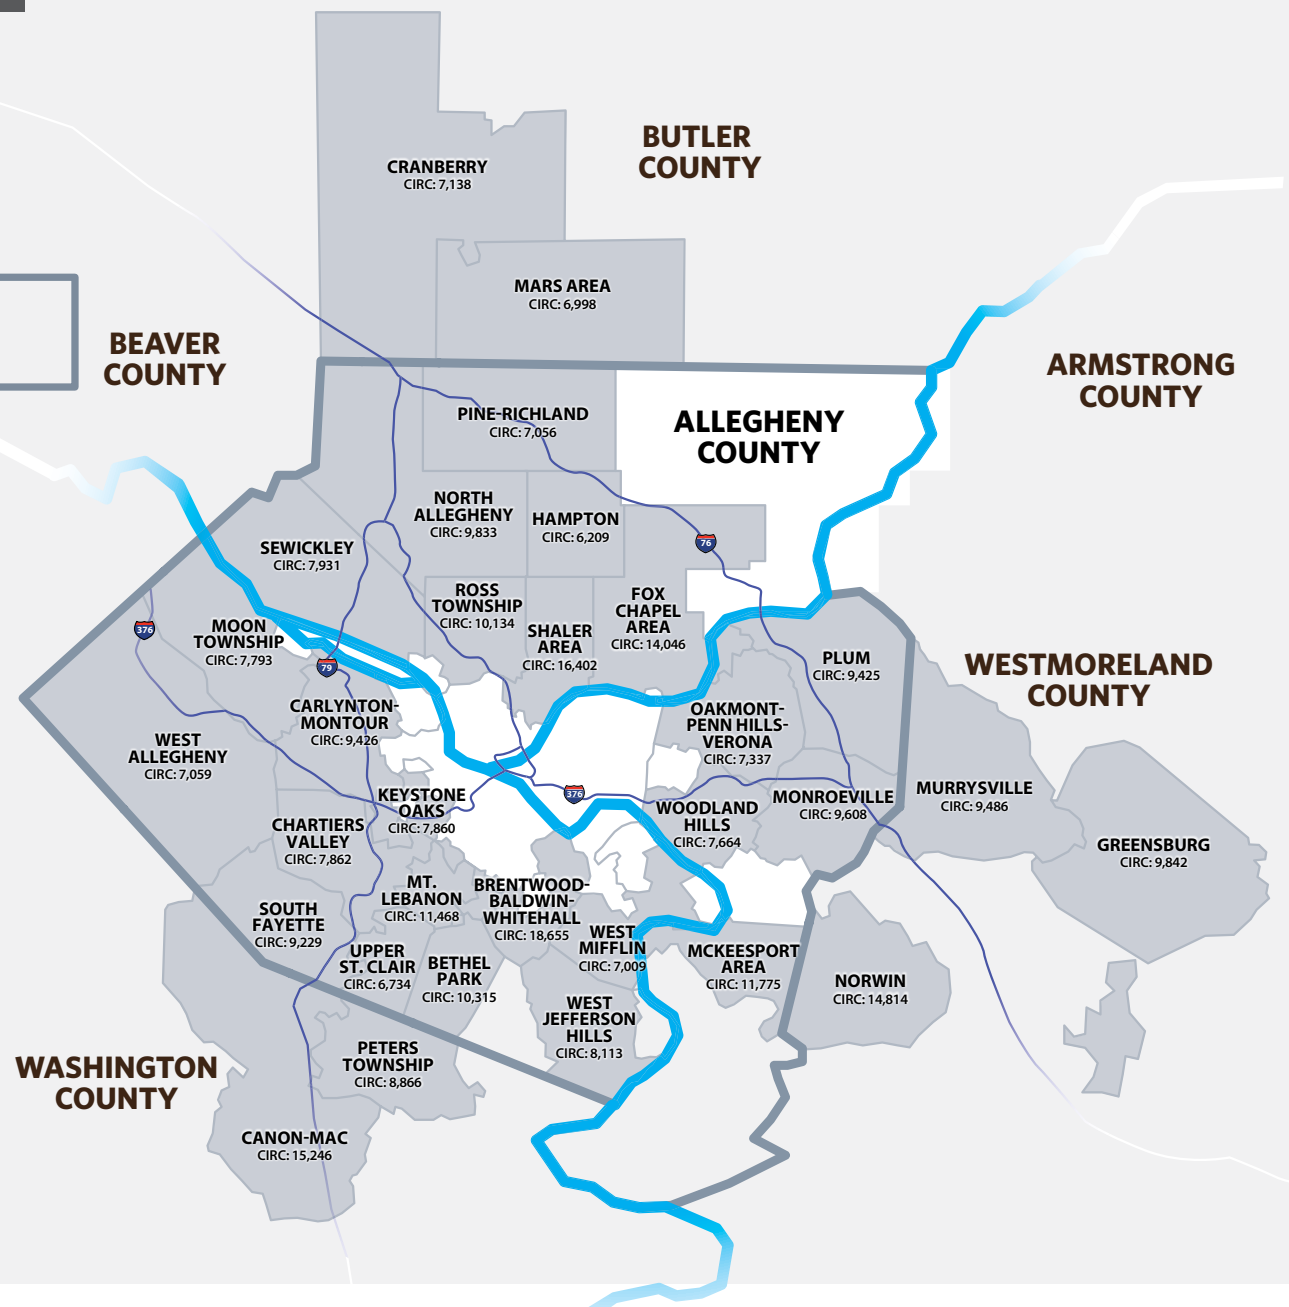 BUTLER
COUNTY
CRANBERRY
CIRC: 7,138
MARS AREA
CIRC: 6,998
BEAVER
COUNTY
ARMSTRONG
COUNTY
ALLEGHENY
COUNTY
PINE-RICHLAND
CIRC: 7,056
NORTH
ALLEGHENY
CIRC: 9,833
HAMPTON
CIRC: 6,209
76
SEWICKLEY
CIRC: 7,931
ROSS
TOWNSHIP
CIRC: 10,134
FOX
CHAPEL
AREA
CIRC: 14,046
SHALER
AREA
CIRC: 16,402
376
MOON
TOWNSHIP
CIRC: 7,793
79
PLUM
CIRC: 9,425
WESTMORELAND
COUNTY
CARLYNTON-
MONTOUR
CIRC: 9,426
OAKMONT-
PENN HILLS-
VERONA
CIRC: 7,337
WEST
ALLEGHENY
CIRC: 7,059
376
KEYSTONE
OAKS
CIRC: 7,860
WOODLAND
HILLS
CIRC: 7,664
MONROEVILLE
CIRC: 9,608
MURRYSVILLE
CIRC: 9,486
GREENSBURG
CIRC: 9,842
CHARTIERS
VALLEY
CIRC: 7,862
MT.
LEBANON
CIRC: 11,468
BRENTWOOD-
BALDWIN-
WHITEHALL
CIRC: 18,655
SOUTH
FAYETTE
CIRC: 9,229
WEST
MIFFLIN
CIRC: 7,009
UPPER
ST. CLAIR
CIRC: 6,734
BETHEL
PARK
CIRC: 10,315
MCKEESPORT
AREA
CIRC: 11,775
NORWIN
CIRC: 14,814
WEST
JEFFERSON
HILLS
CIRC: 8,113
PETERS
TOWNSHIP
CIRC: 8,866
WASHINGTON
COUNTY
CANON-MAC
CIRC: 15,246